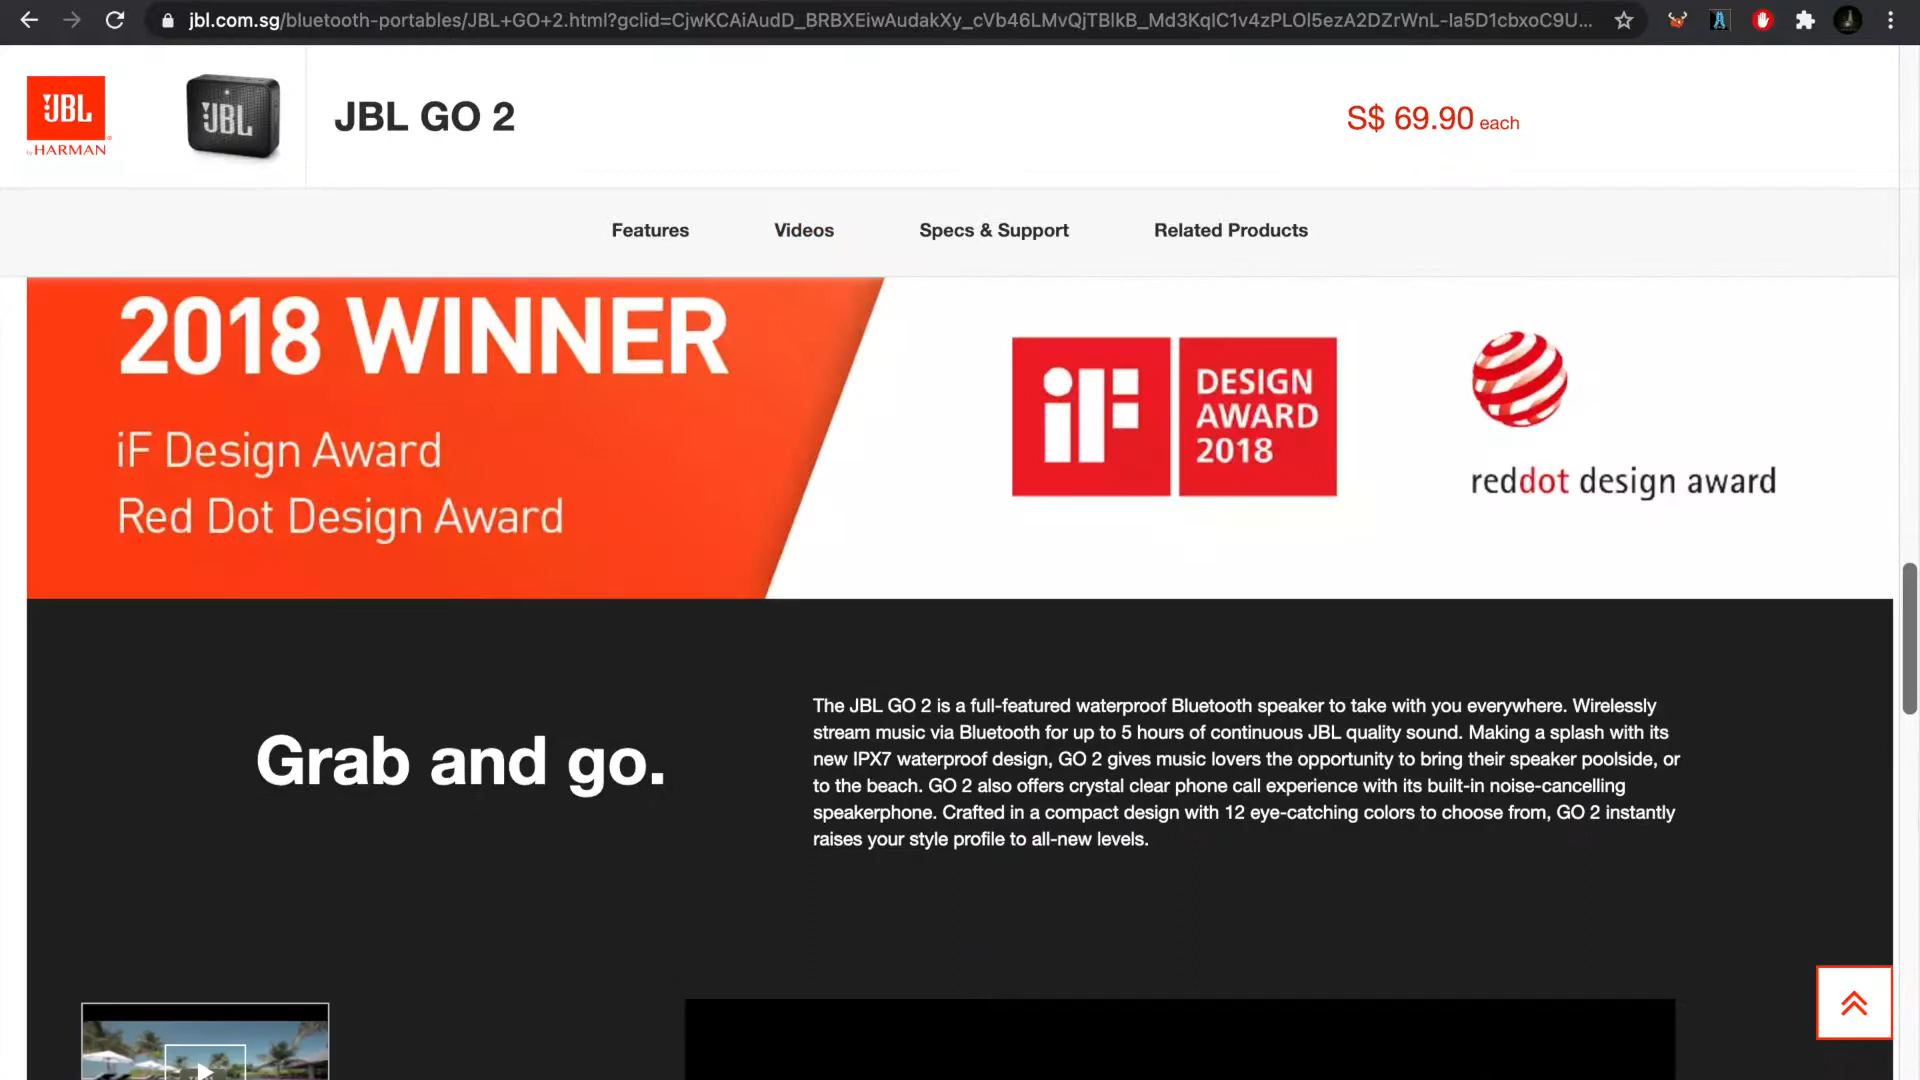 jbl.com.sg/bluetooth-portables/JBL+GO+2.html?gclid=CjwKCAiAudD_BRBXEiwAudakXy_cVb46LMvQjTBlkB_Md3KqlC1v4zPLOl5ezA2DZrWnL-la5D1cbxoC9U...
JBL
by HARMAN
JBL
JBL GO 2
S$ 69.90 each
Features
Videos
Specs & Support
Related Products
2018 WINNER
iF Design Award
Red Dot Design Award
iF
DESIGN
AWARD
2018
reddot design award
Grab and go.
The JBL GO 2 is a full-featured waterproof Bluetooth speaker to take with you everywhere. Wirelessly
stream music via Bluetooth for up to 5 hours of continuous JBL quality sound. Making a splash with its
new IPX7 waterproof design, GO 2 gives music lovers the opportunity to bring their speaker poolside, or
to the beach. GO 2 also offers crystal clear phone call experience with its built-in noise-cancelling
speakerphone. Crafted in a compact design with 12 eye-catching colors to choose from, GO 2 instantly
raises your style profile to all-new levels.